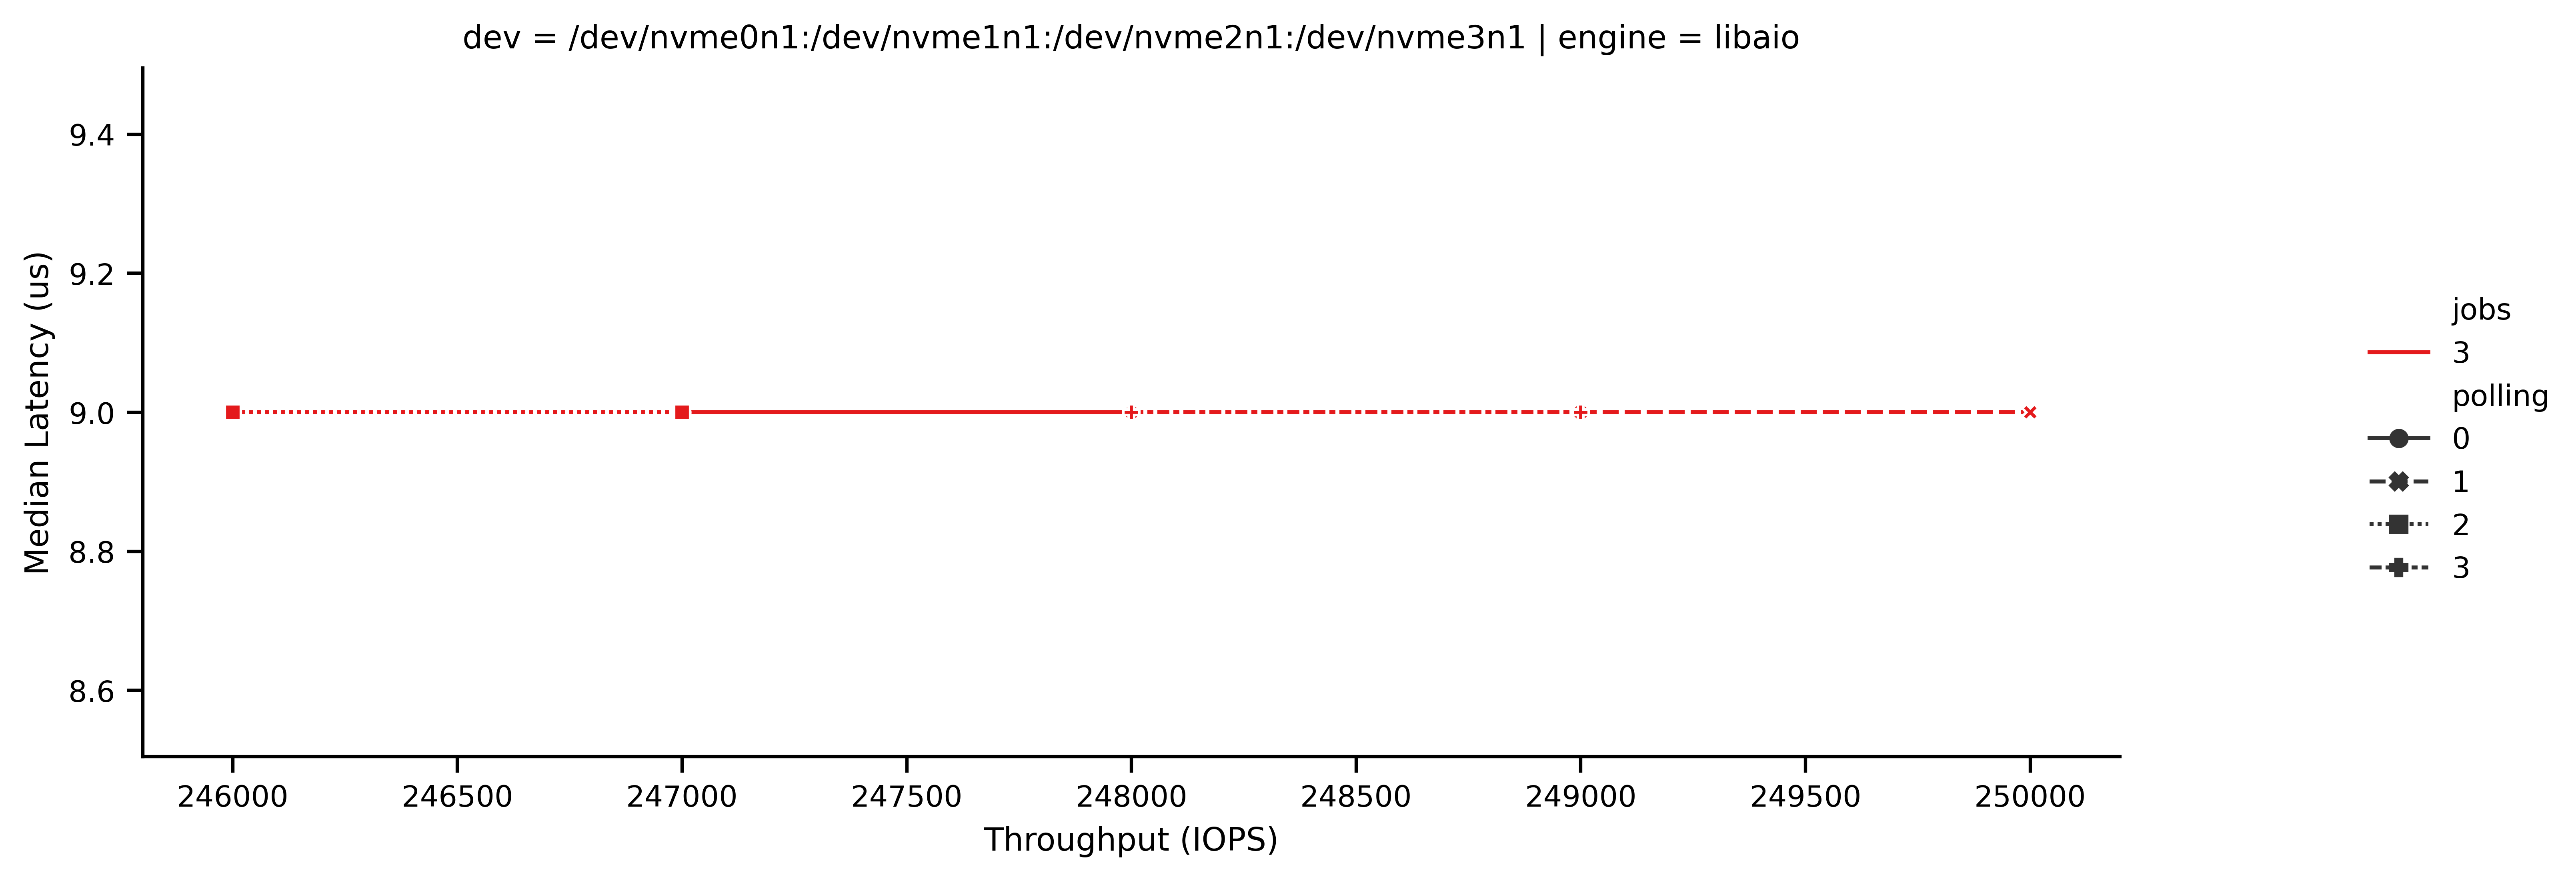 dev = /dev/nvme0n1:/dev/nvme1n1:/dev/nvme2n1:/dev/nvme3n1 | engine = libaio
Median Latency (us)
9.4
9.2
9.0
8.8
8.6
246000 246500 247000 247500 248000 248500 249000 249500 250000
Throughput (IOPS)
jobs
3
polling
0
1
2
3